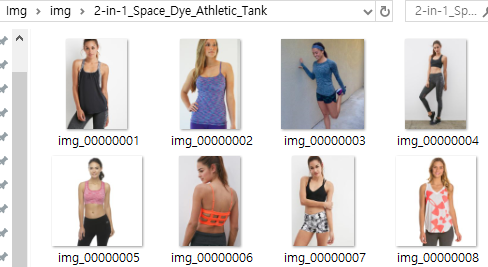 Img › img › 2-in-1_Space_Dye_Athletic_Tank
2-in-1_Sp...
img_00000001
img_00000002
img_00000003
img_00000004
img_00000005
img_00000006
img_00000007
img_00000008